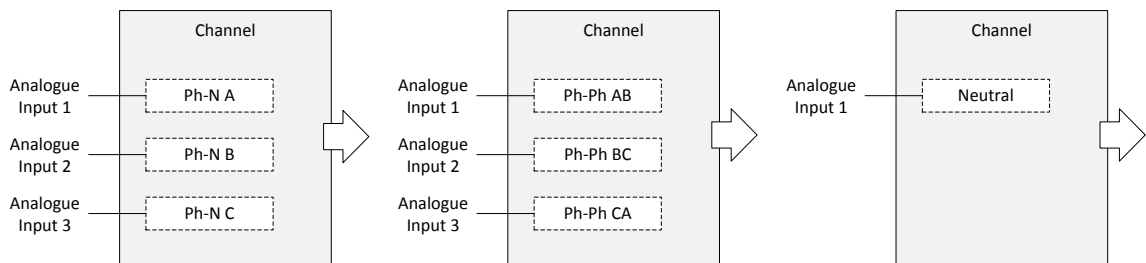 Channel
Analogue
Input 1
Ph-N A
Analogue
Input 2
Ph-N B
Analogue
Input 3
Ph-N C
Channel
Analogue
Input 1
Ph-Ph AB
Analogue
Input 2
Ph-Ph BC
Analogue
Input 3
Ph-Ph CA
Channel
Analogue
Input 1
Neutral